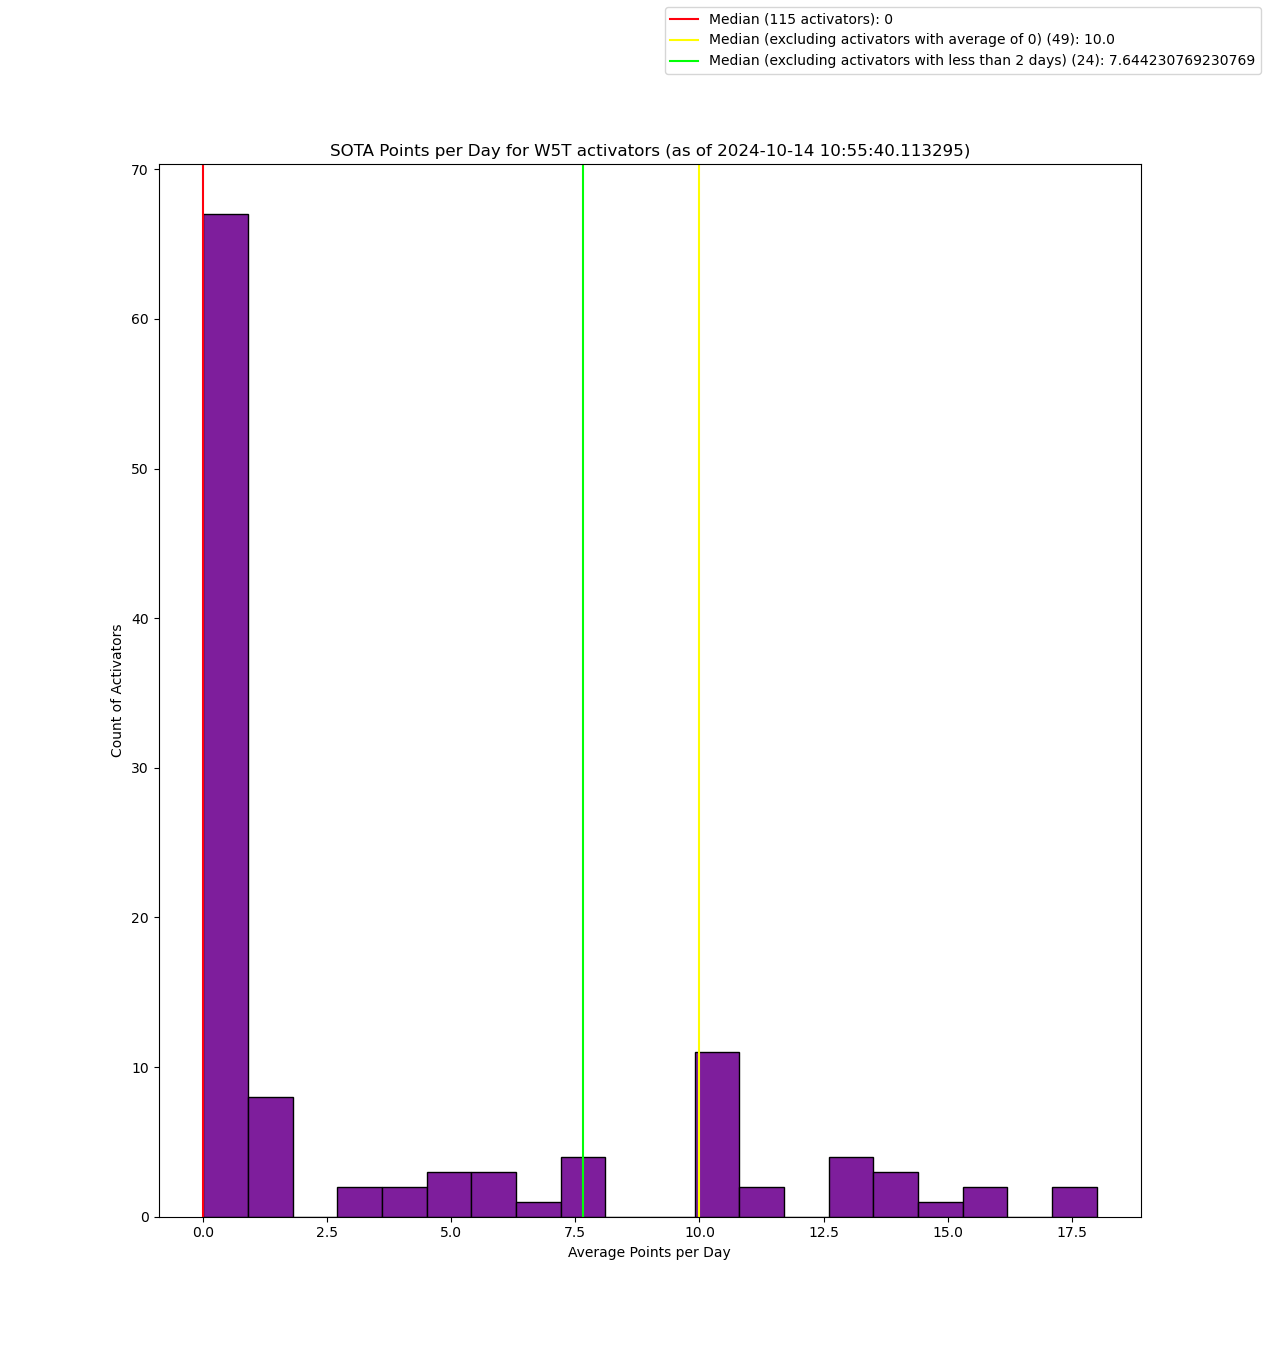 Median (115 activators): 0
Median (excluding activators with average of 0) (49): 10.0
Median (excluding activators with less than 2 days) (24): 7.644230769230769
SOTA Points per Day for W5T activators (as of 2024-10-14 10:55:40.113295)
70
60
50
40
30
20
10
0
Count of Activators
0.0 2.5 5.0 7.5 10.0 12.5 15.0 17.5
Average Points per Day